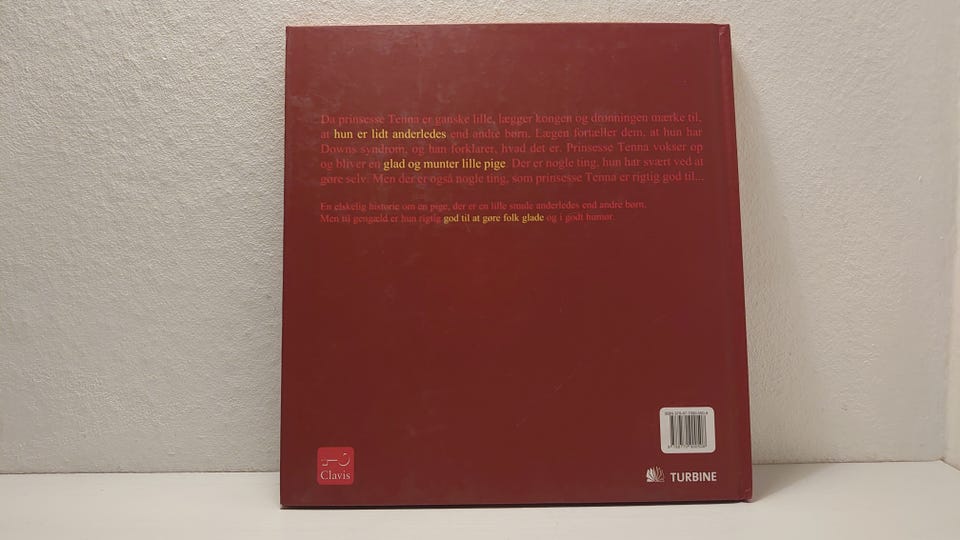 Da prinsesse Tenna er ganske lille, lægger kongen og dronningen mærke til,
at hun er lidt anderledes end andre børn. Lægen fortæller dem, at hun har
Downs syndrom, og han forklarer, hvad det er. Prinsesse Tenna vokser op
og bliver en glad og munter lille pige. Der er nogle ting, hun har svært ved at
gøre selv. Men der er også nogle ting, som prinsesse Tenna er rigtig god til...
En elskelig historie om en pige, der er en lille smule anderledes end andre børn.
Men til gengæld er hun rigtig god til at gøre folk glade og i godt humør.
Clavis
TURBINE